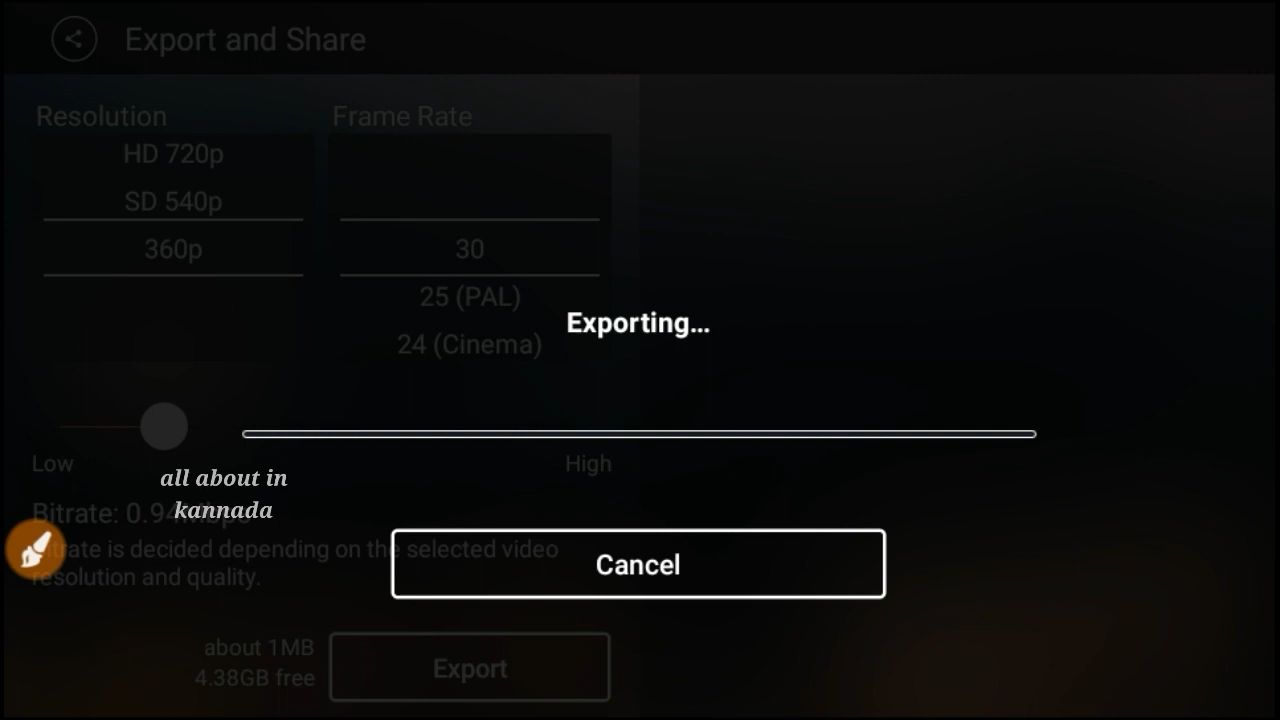 Export and Share
Resolution
Frame Rate
HD 720p
SD 540p
360p
30
25 (PAL)
24 (Cinema)
Exporting...
Low
High
all about in
kannada
Bitrate: 0.94Mbps
Bitrate is decided depending on the selected video
resolution and quality.
Cancel
about 1MB
4.38GB free
Export